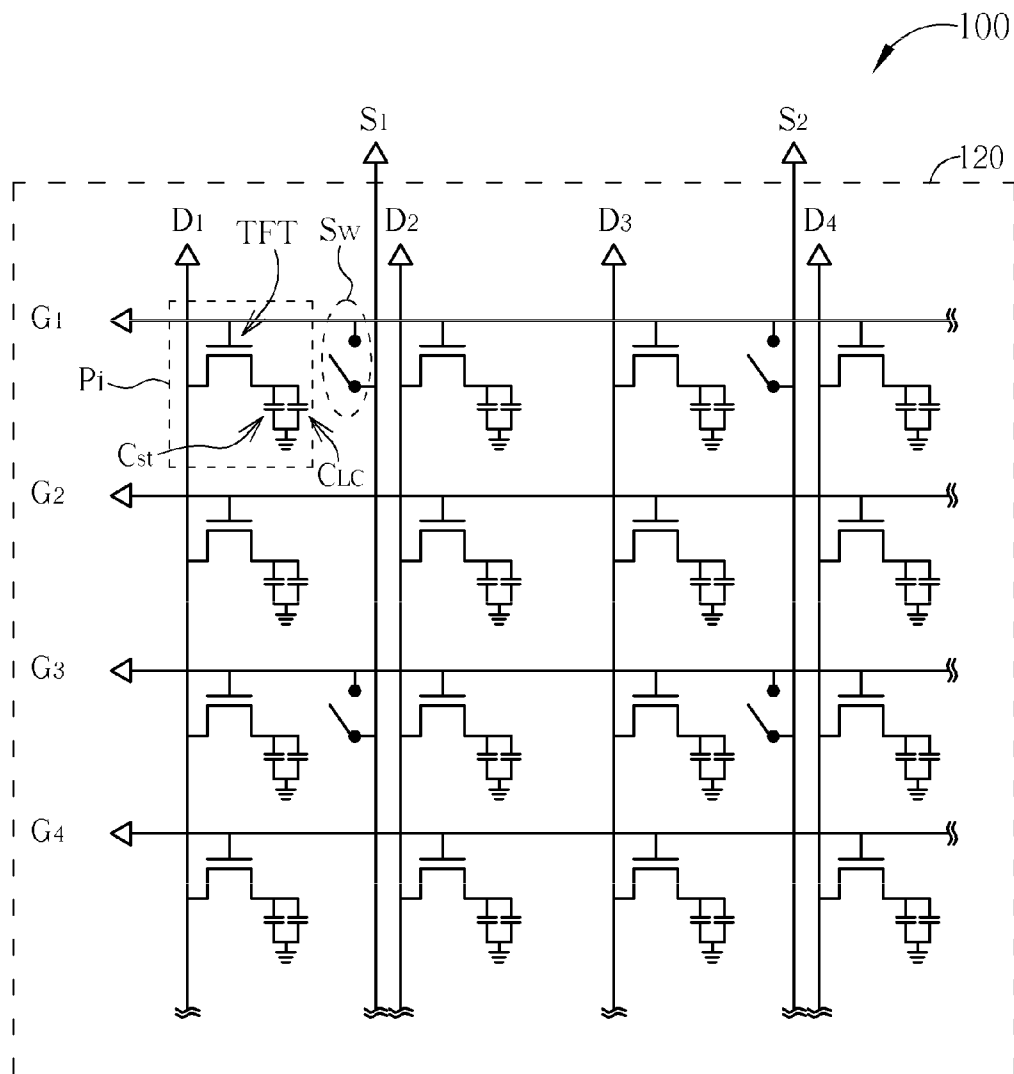 100
S1 S2
120
D1 TFT Sw D2 D3 D4
G1
Pi
Cst CLC
G2
G3
G4